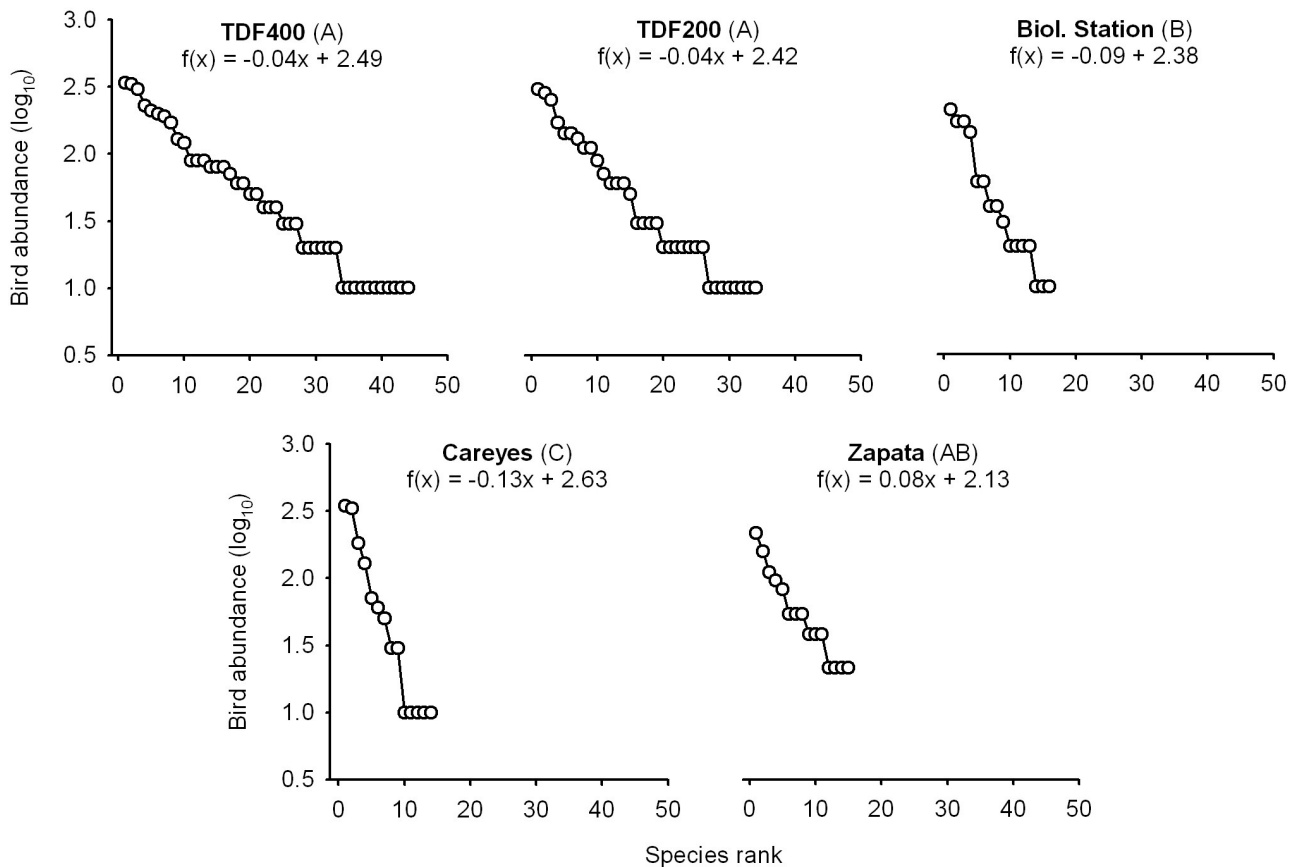 TDF400 (A)
f(x) = -0.04x + 2.49
TDF200 (A)
f(x) = -0.04x + 2.42
Biol. Station (B)
f(x) = -0.09 + 2.38
Bird abundance (log10)
3.0
2.5
2.0
1.5
1.0
0.5
0 10 20 30 40 50
0 10 20 30 40 50
0 10 20 30 40 50
Careyes (C)
f(x) = -0.13x + 2.63
Zapata (AB)
f(x) = 0.08x + 2.13
Bird abundance (log10)
3.0
2.5
2.0
1.5
1.0
0.5
0 10 20 30 40 50
0 10 20 30 40 50
Species rank